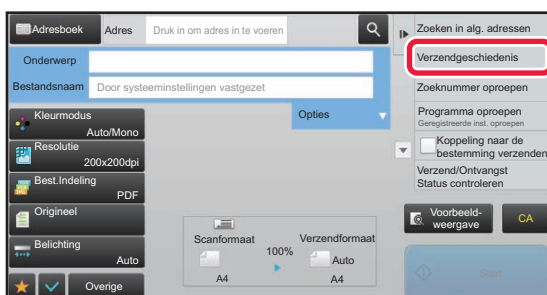 Adresboek
Adres
Druk in om adres in te voeren
Onderwerp
Bestandsnaam
Door systeeminstellingen vastgezet
Opties
Kleurmodus
Auto/Mono
Resolutie
200x200dpi
Best.Indeling
PDF
Origineel
Belichting
Auto
Overige
Scanformaat
A4
100%
Verzendformaat
Auto
A4
Zoeken in alg. adressen
Verzendgeschiedenis
Zoeknummer oproepen
Programma oproepen
Geregistreerde inst. oproepen
Koppeling naar de
bestemming verzenden
Verzend/Ontvangst
Status controleren
Voorbeeld-
weergave
CA
Start